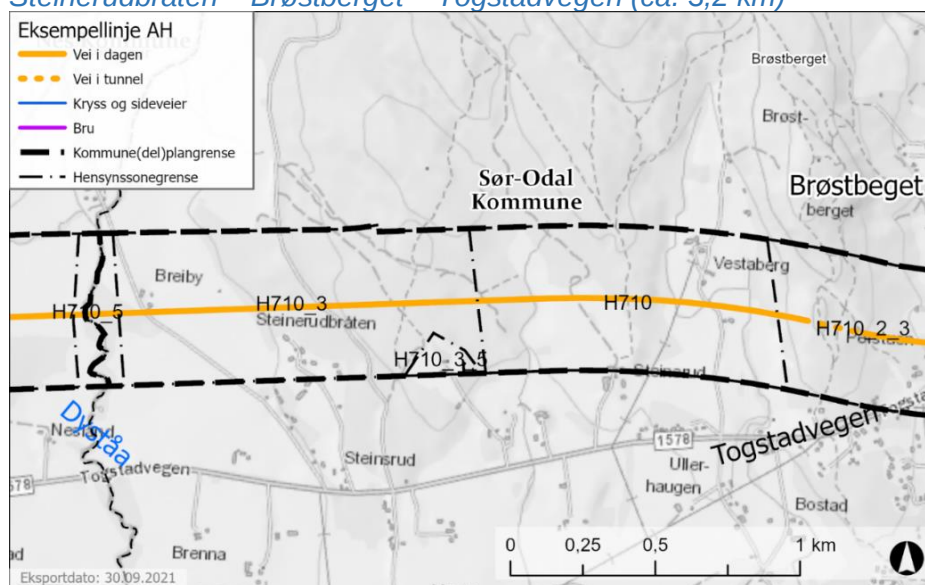 Steinerudbråten – Brøstberget – Togstadvegen (ca. 3,2 km)
Eksempellinje AH
Vei i dagen
Vei i tunnel
Kryss og sideveier
Bru
Kommune(del)plangrense
Hensynssonegrense
Brøstberget
Brøst-
berget
Brøstbeget
Sør-Odal
Kommune
Vestaberg
Breiby
H710_5
H710_3
H710
H710_2_3
Steinerudbråten
H710_3_5
Steinerud
Dyståa
Togstadvegen
1578
Togstadvegen
Steinsrud
Uller-
haugen
Bostad
Brenna
0 0,25 0,5 1 km
Eksportdato: 30.09.2021